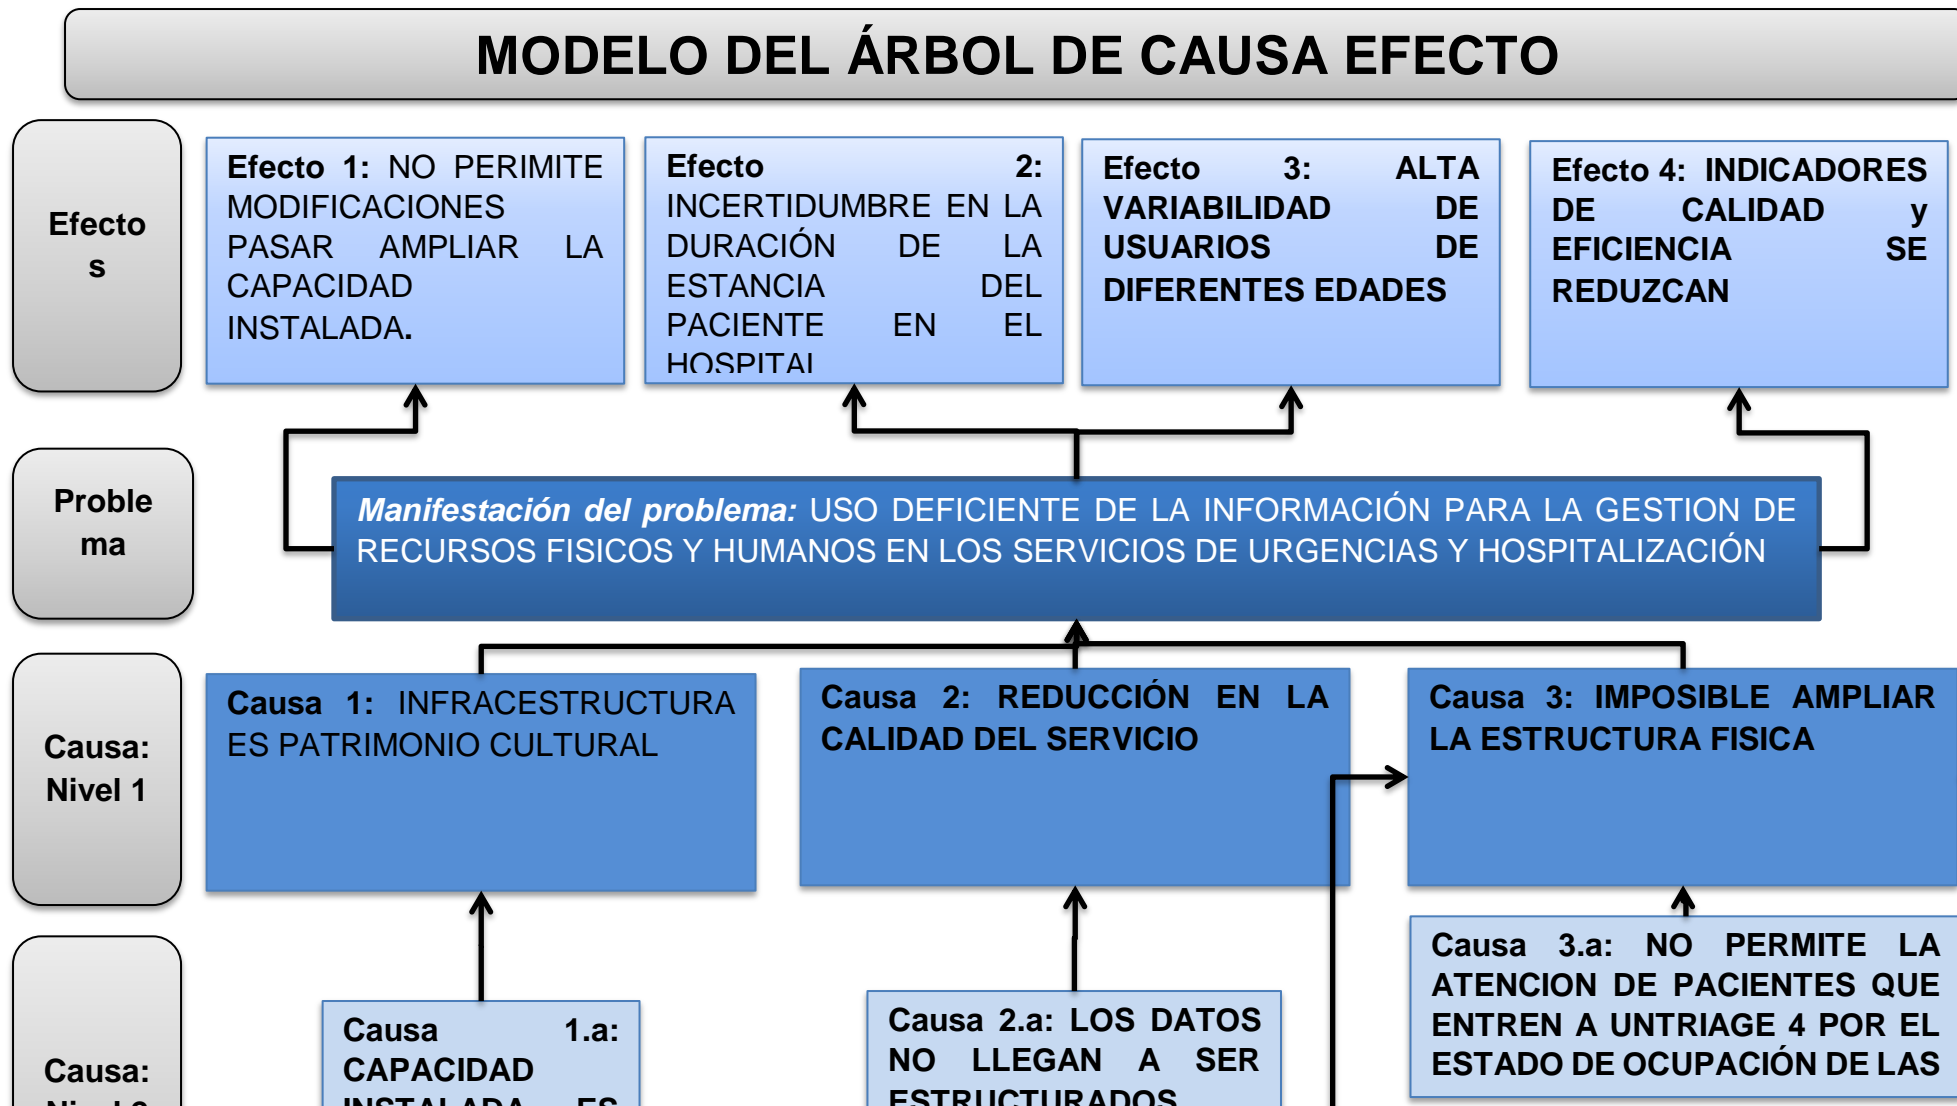 MODELO DEL ÁRBOL DE CAUSA EFECTO
Efecto
s
Efecto 1: NO PERIMITE
MODIFICACIONES
PASAR AMPLIAR LA
CAPACIDAD
INSTALADA.
Efecto 2:
INCERTIDUMBRE EN LA
DURACIÓN DE LA
ESTANCIA DEL
PACIENTE EN EL
HOSPITAL
Efecto 3: ALTA
VARIABILIDAD DE
USUARIOS DE
DIFERENTES EDADES
Efecto 4: INDICADORES
DE CALIDAD y
EFICIENCIA SE
REDUZCAN
Proble
ma
Manifestación del problema: USO DEFICIENTE DE LA INFORMACIÓN PARA LA GESTION DE
RECURSOS FISICOS Y HUMANOS EN LOS SERVICIOS DE URGENCIAS Y HOSPITALIZACIÓN
Causa:
Nivel 1
Causa 1: INFRACESTRUCTURA
ES PATRIMONIO CULTURAL
Causa 2: REDUCCIÓN EN LA
CALIDAD DEL SERVICIO
Causa 3: IMPOSIBLE AMPLIAR
LA ESTRUCTURA FISICA
Causa:
Nivel 2
Causa 1.a:
CAPACIDAD
INSTALADA ES
Causa 2.a: LOS DATOS
NO LLEGAN A SER
ESTRUCTURADOS
Causa 3.a: NO PERMITE LA
ATENCION DE PACIENTES QUE
ENTREN A UNTRIAGE 4 POR EL
ESTADO DE OCUPACIÓN DE LAS